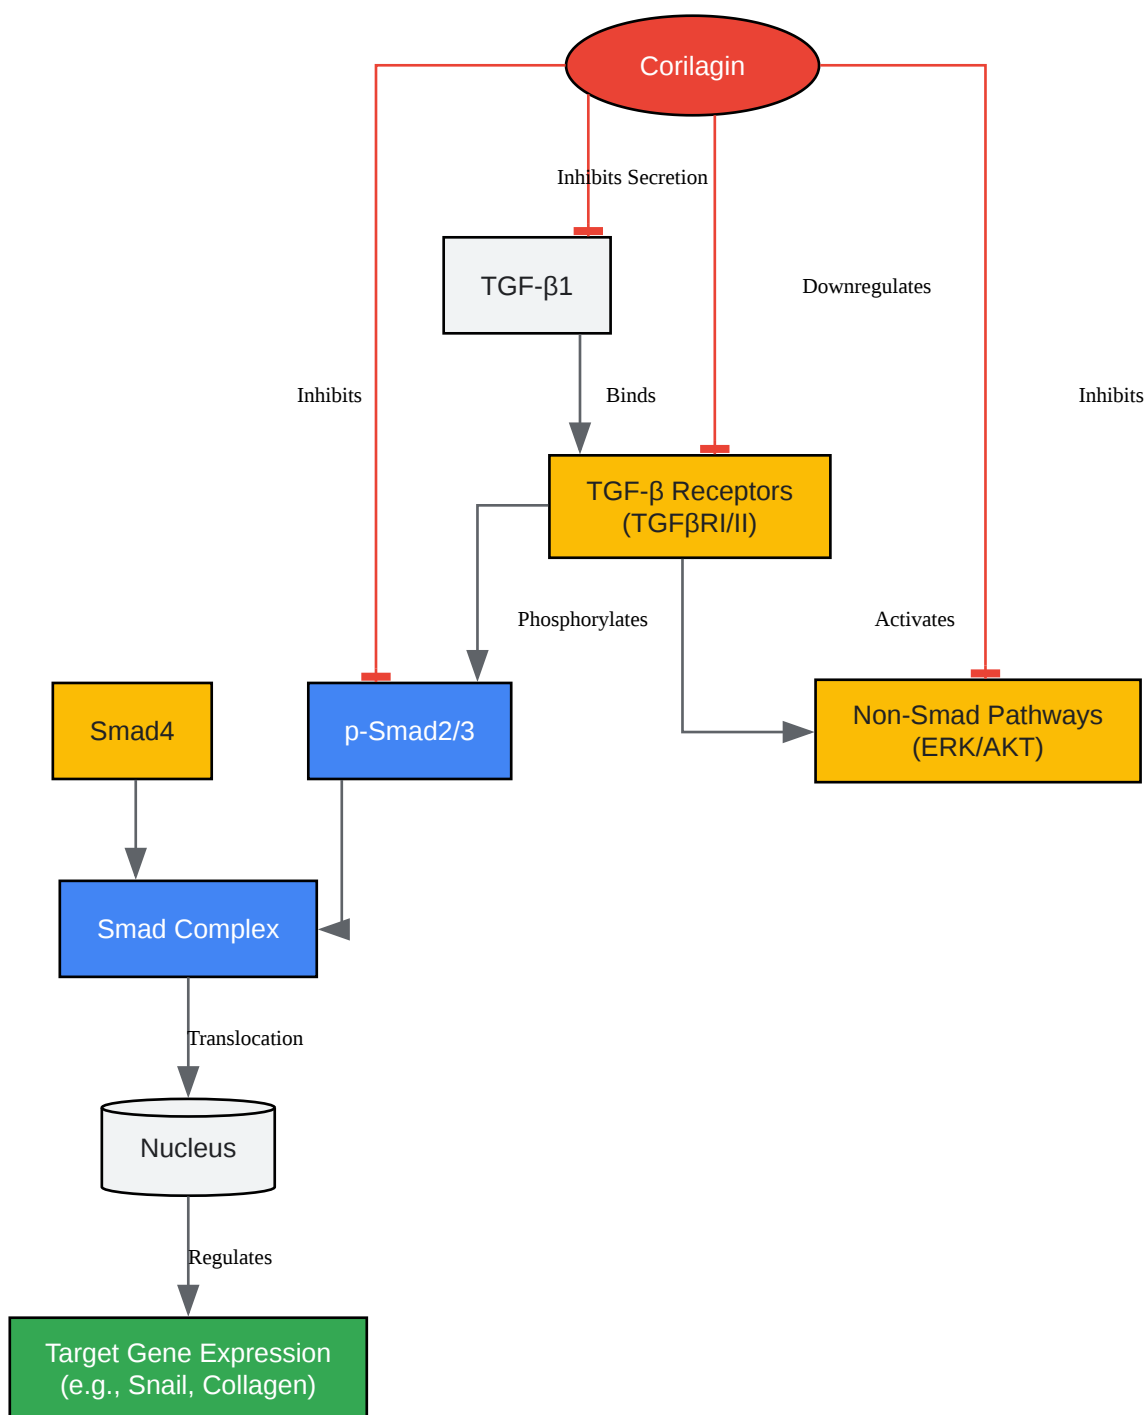 Corilagin
Inhibits Secretion
TGF-β1
Downregulates
Inhibits
Binds
Inhibits
TGF-β Receptors
(TGFβRI/II)
Phosphorylates
Activates
Smad4
p-Smad2/3
Non-Smad Pathways
(ERK/AKT)
Smad Complex
Translocation
Nucleus
Regulates
Target Gene Expression
(e.g., Snail, Collagen)